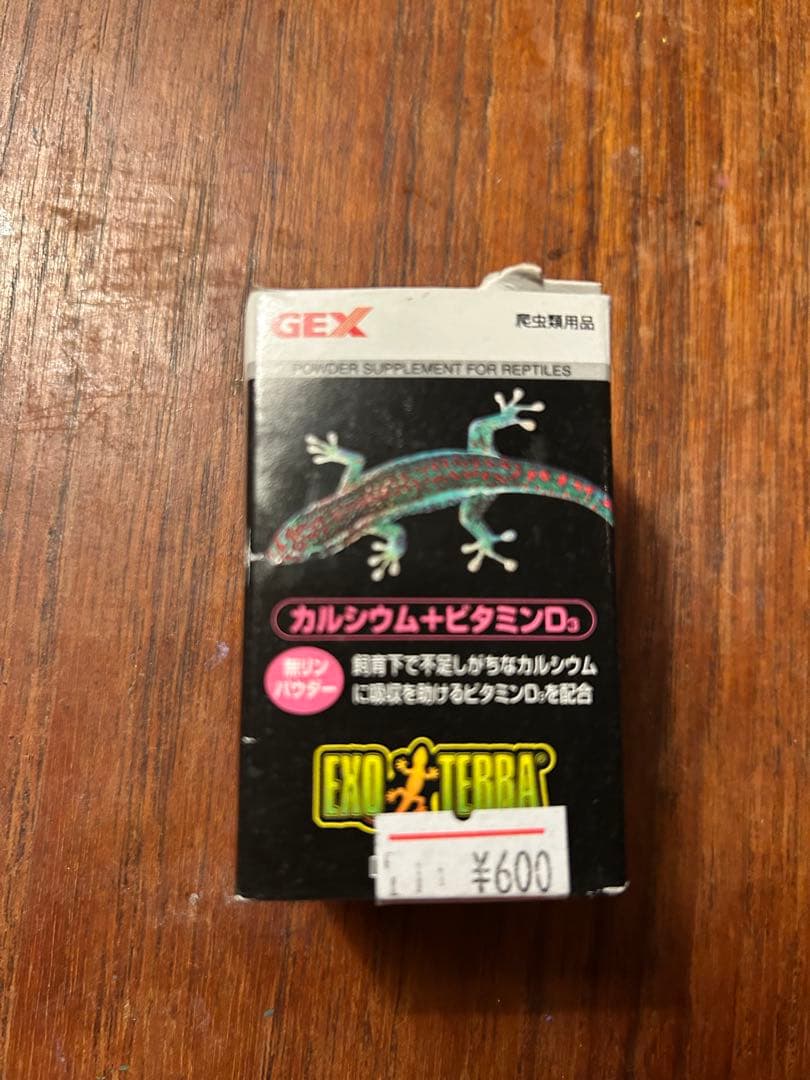 GEX
爬虫類用品
POWDER SUPPLEMENT FOR REPTILES
カルシウム+ビタミンD₃
無リン
パウダー
飼育下で不足しがちなカルシウム
に吸収を助けるビタミンD₃を配合
EXO TERRA®
¥600